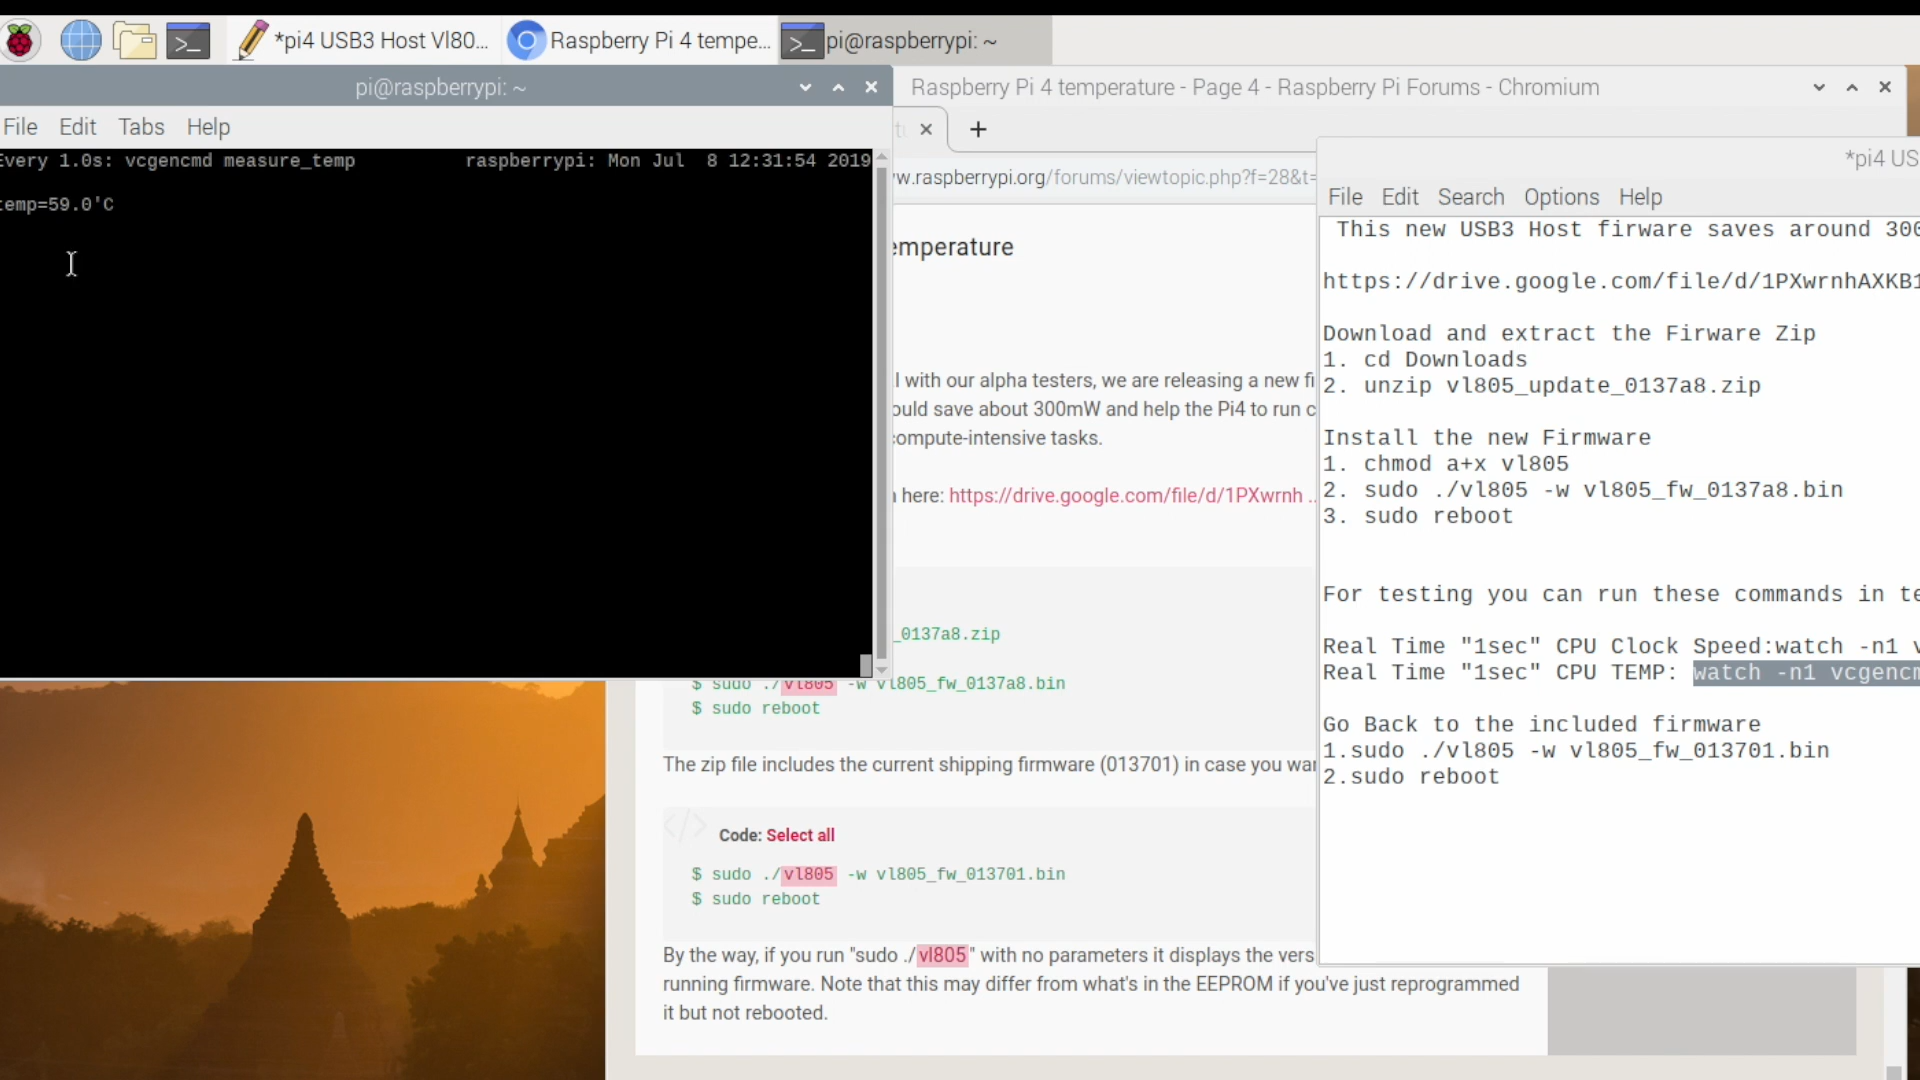 *pi4 USB3 Host Vl80...
Raspberry Pi 4 tempe...
pi@raspberrypi: ~
pi@raspberrypi: ~
File Edit Tabs Help
Every 1.0s: vcgencmd measure_temp raspberrypi: Mon Jul 8 12:31:54 2019
temp=59.0'C
Raspberry Pi 4 temperature - Page 4 - Raspberry Pi Forums - Chromium
w.raspberrypi.org/forums/viewtopic.php?f=28&t=
emperature
l with our alpha testers, we are releasing a new fi
ould save about 300mW and help the Pi4 to run c
compute-intensive tasks.
here: https://drive.google.com/file/d/1PXwrnh ..
_0137a8.zip
$ sudo ./vl805 -w vl805_fw_0137a8.bin
$ sudo reboot
The zip file includes the current shipping firmware (013701) in case you wan
</> Code: Select all
$ sudo ./vl805 -w vl805_fw_013701.bin
$ sudo reboot
By the way, if you run "sudo ./vl805" with no parameters it displays the vers
running firmware. Note that this may differ from what's in the EEPROM if you've just reprogrammed
it but not rebooted.
*pi4 US
File Edit Search Options Help
This new USB3 Host firware saves around 300
https://drive.google.com/file/d/1PXwrnhAXKB1
Download and extract the Firware Zip
1. cd Downloads
2. unzip vl805_update_0137a8.zip
Install the new Firmware
1. chmod a+x vl805
2. sudo ./vl805 -w vl805_fw_0137a8.bin
3. sudo reboot
For testing you can run these commands in te
Real Time "1sec" CPU Clock Speed:watch -n1 v
Real Time "1sec" CPU TEMP: watch -n1 vcgencm
Go Back to the included firmware
1.sudo ./vl805 -w vl805_fw_013701.bin
2.sudo reboot